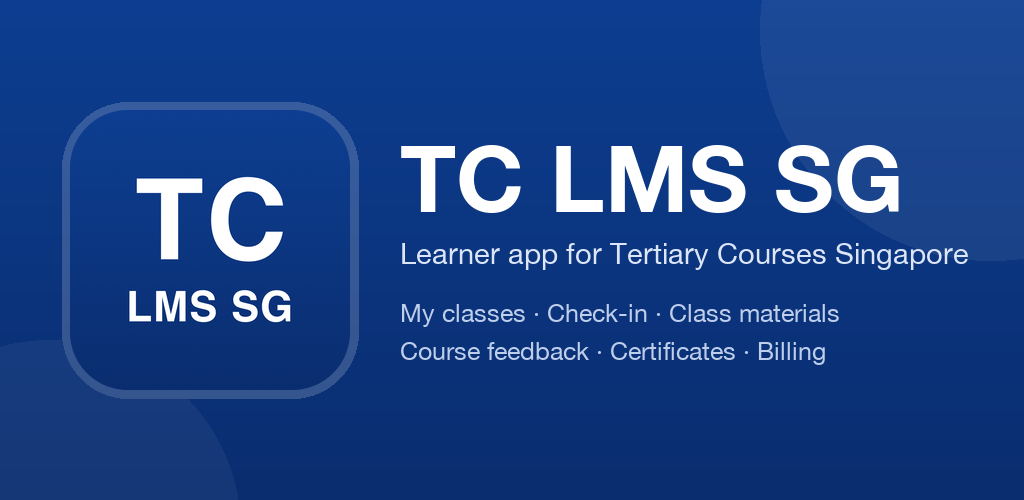 TC
LMS SG
TC LMS SG
Learner app for Tertiary Courses Singapore
My classes · Check-in · Class materials
Course feedback · Certificates · Billing